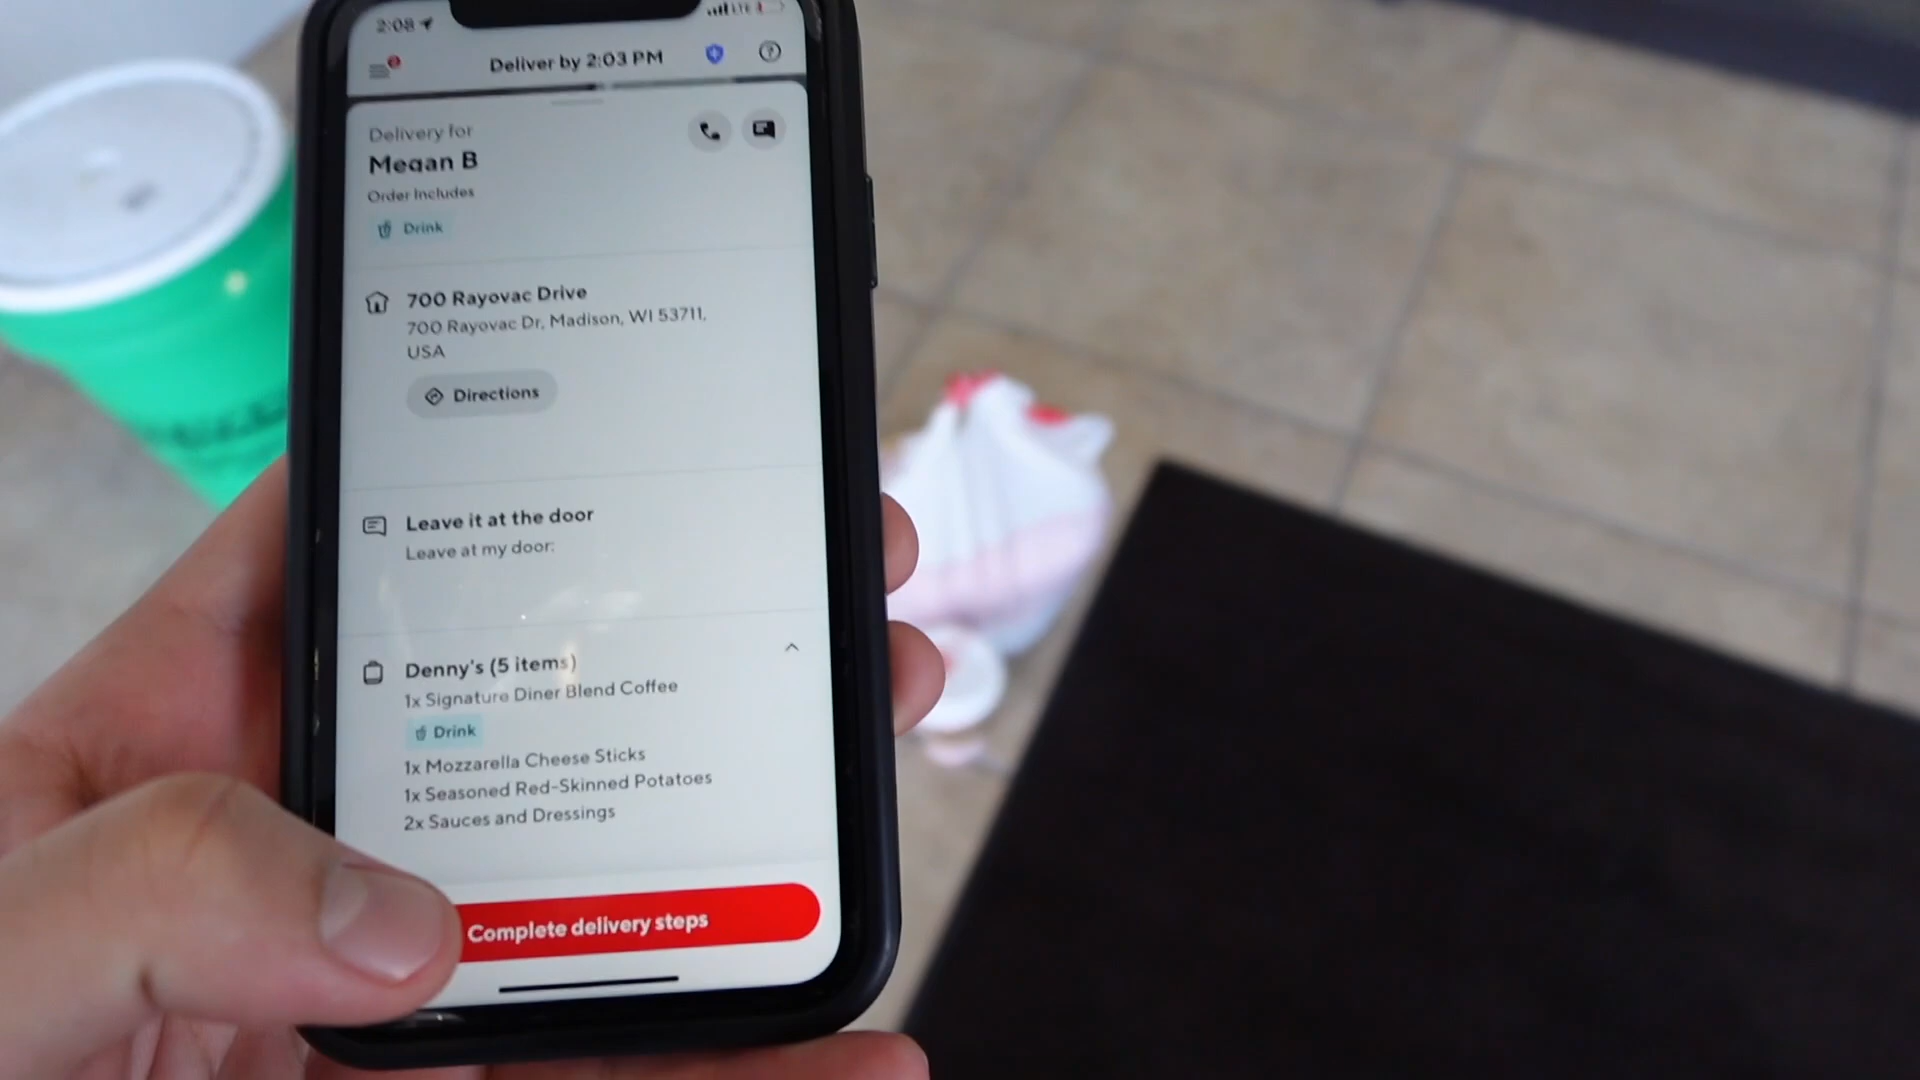 2:08
LTE
Deliver by 2:03 PM
Delivery for
Megan B
Order Includes
Drink
700 Rayovac Drive
700 Rayovac Dr, Madison, WI 53711,
USA
Directions
Leave it at the door
Leave at my door:
Denny's (5 items)
1x Signature Diner Blend Coffee
Drink
1x Mozzarella Cheese Sticks
1x Seasoned Red-Skinned Potatoes
2x Sauces and Dressings
Complete delivery steps